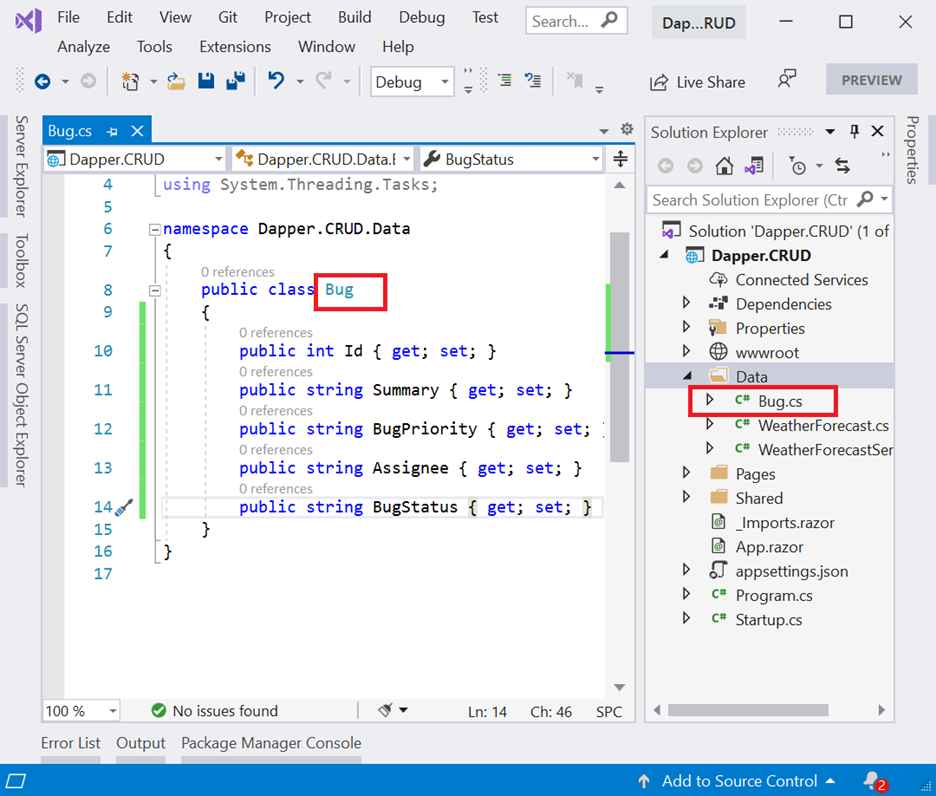 File Edit View Git Project Build Debug Test Search... Dap...RUD
Analyze Tools Extensions Window Help
Debug Live Share PREVIEW
Server Explorer
Toolbox
SQL Server Object Explorer
Bug.cs
Dapper.CRUD Dapper.CRUD.Data.B BugStatus
4 using System.Threading.Tasks;
5
6 namespace Dapper.CRUD.Data
7 {
0 references
8 public class Bug
9 {
0 references
10 public int Id { get; set; }
0 references
11 public string Summary { get; set; }
0 references
12 public string BugPriority { get; set; }
0 references
13 public string Assignee { get; set; }
0 references
14 public string BugStatus { get; set; }
15 }
16 }
17
100 % No issues found Ln: 14 Ch: 46 SPC
Solution Explorer
Search Solution Explorer (Ctr
Solution 'Dapper.CRUD' (1 of
Dapper.CRUD
Connected Services
Dependencies
Properties
wwwroot
Data
C# Bug.cs
C# WeatherForecast.cs
C# WeatherForecastSer
Pages
Shared
_Imports.razor
App.razor
appsettings.json
C# Program.cs
C# Startup.cs
Properties
Error List Output Package Manager Console
Add to Source Control 2